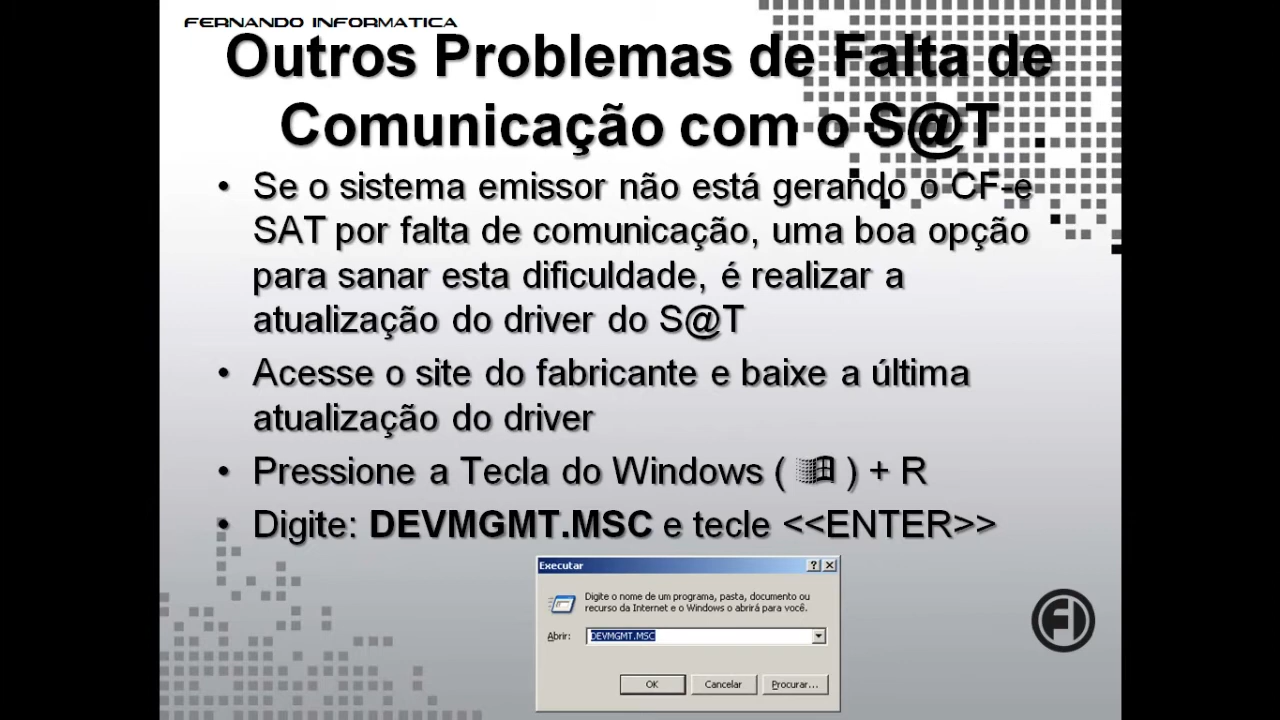 FERNANDO INFORMATICA
Outros Problemas de Falta de
Comunicação com o S@T .
• Se o sistema emissor não está gerando o CF-e
SAT por falta de comunicação, uma boa opção
para sanar esta dificuldade, é realizar a
atualização do driver do S@T
• Acesse o site do fabricante e baixe a última
atualização do driver
• Pressione a Tecla do Windows ( ) + R
• Digite: DEVMGMT.MSC e tecle <<ENTER>>
Executar
Digite o nome de um programa, pasta, documento ou
recurso da Internet e o Windows o abrirá para você.
Abrir: DEVMGMT.MSC
OK Cancelar Procurar...
FI